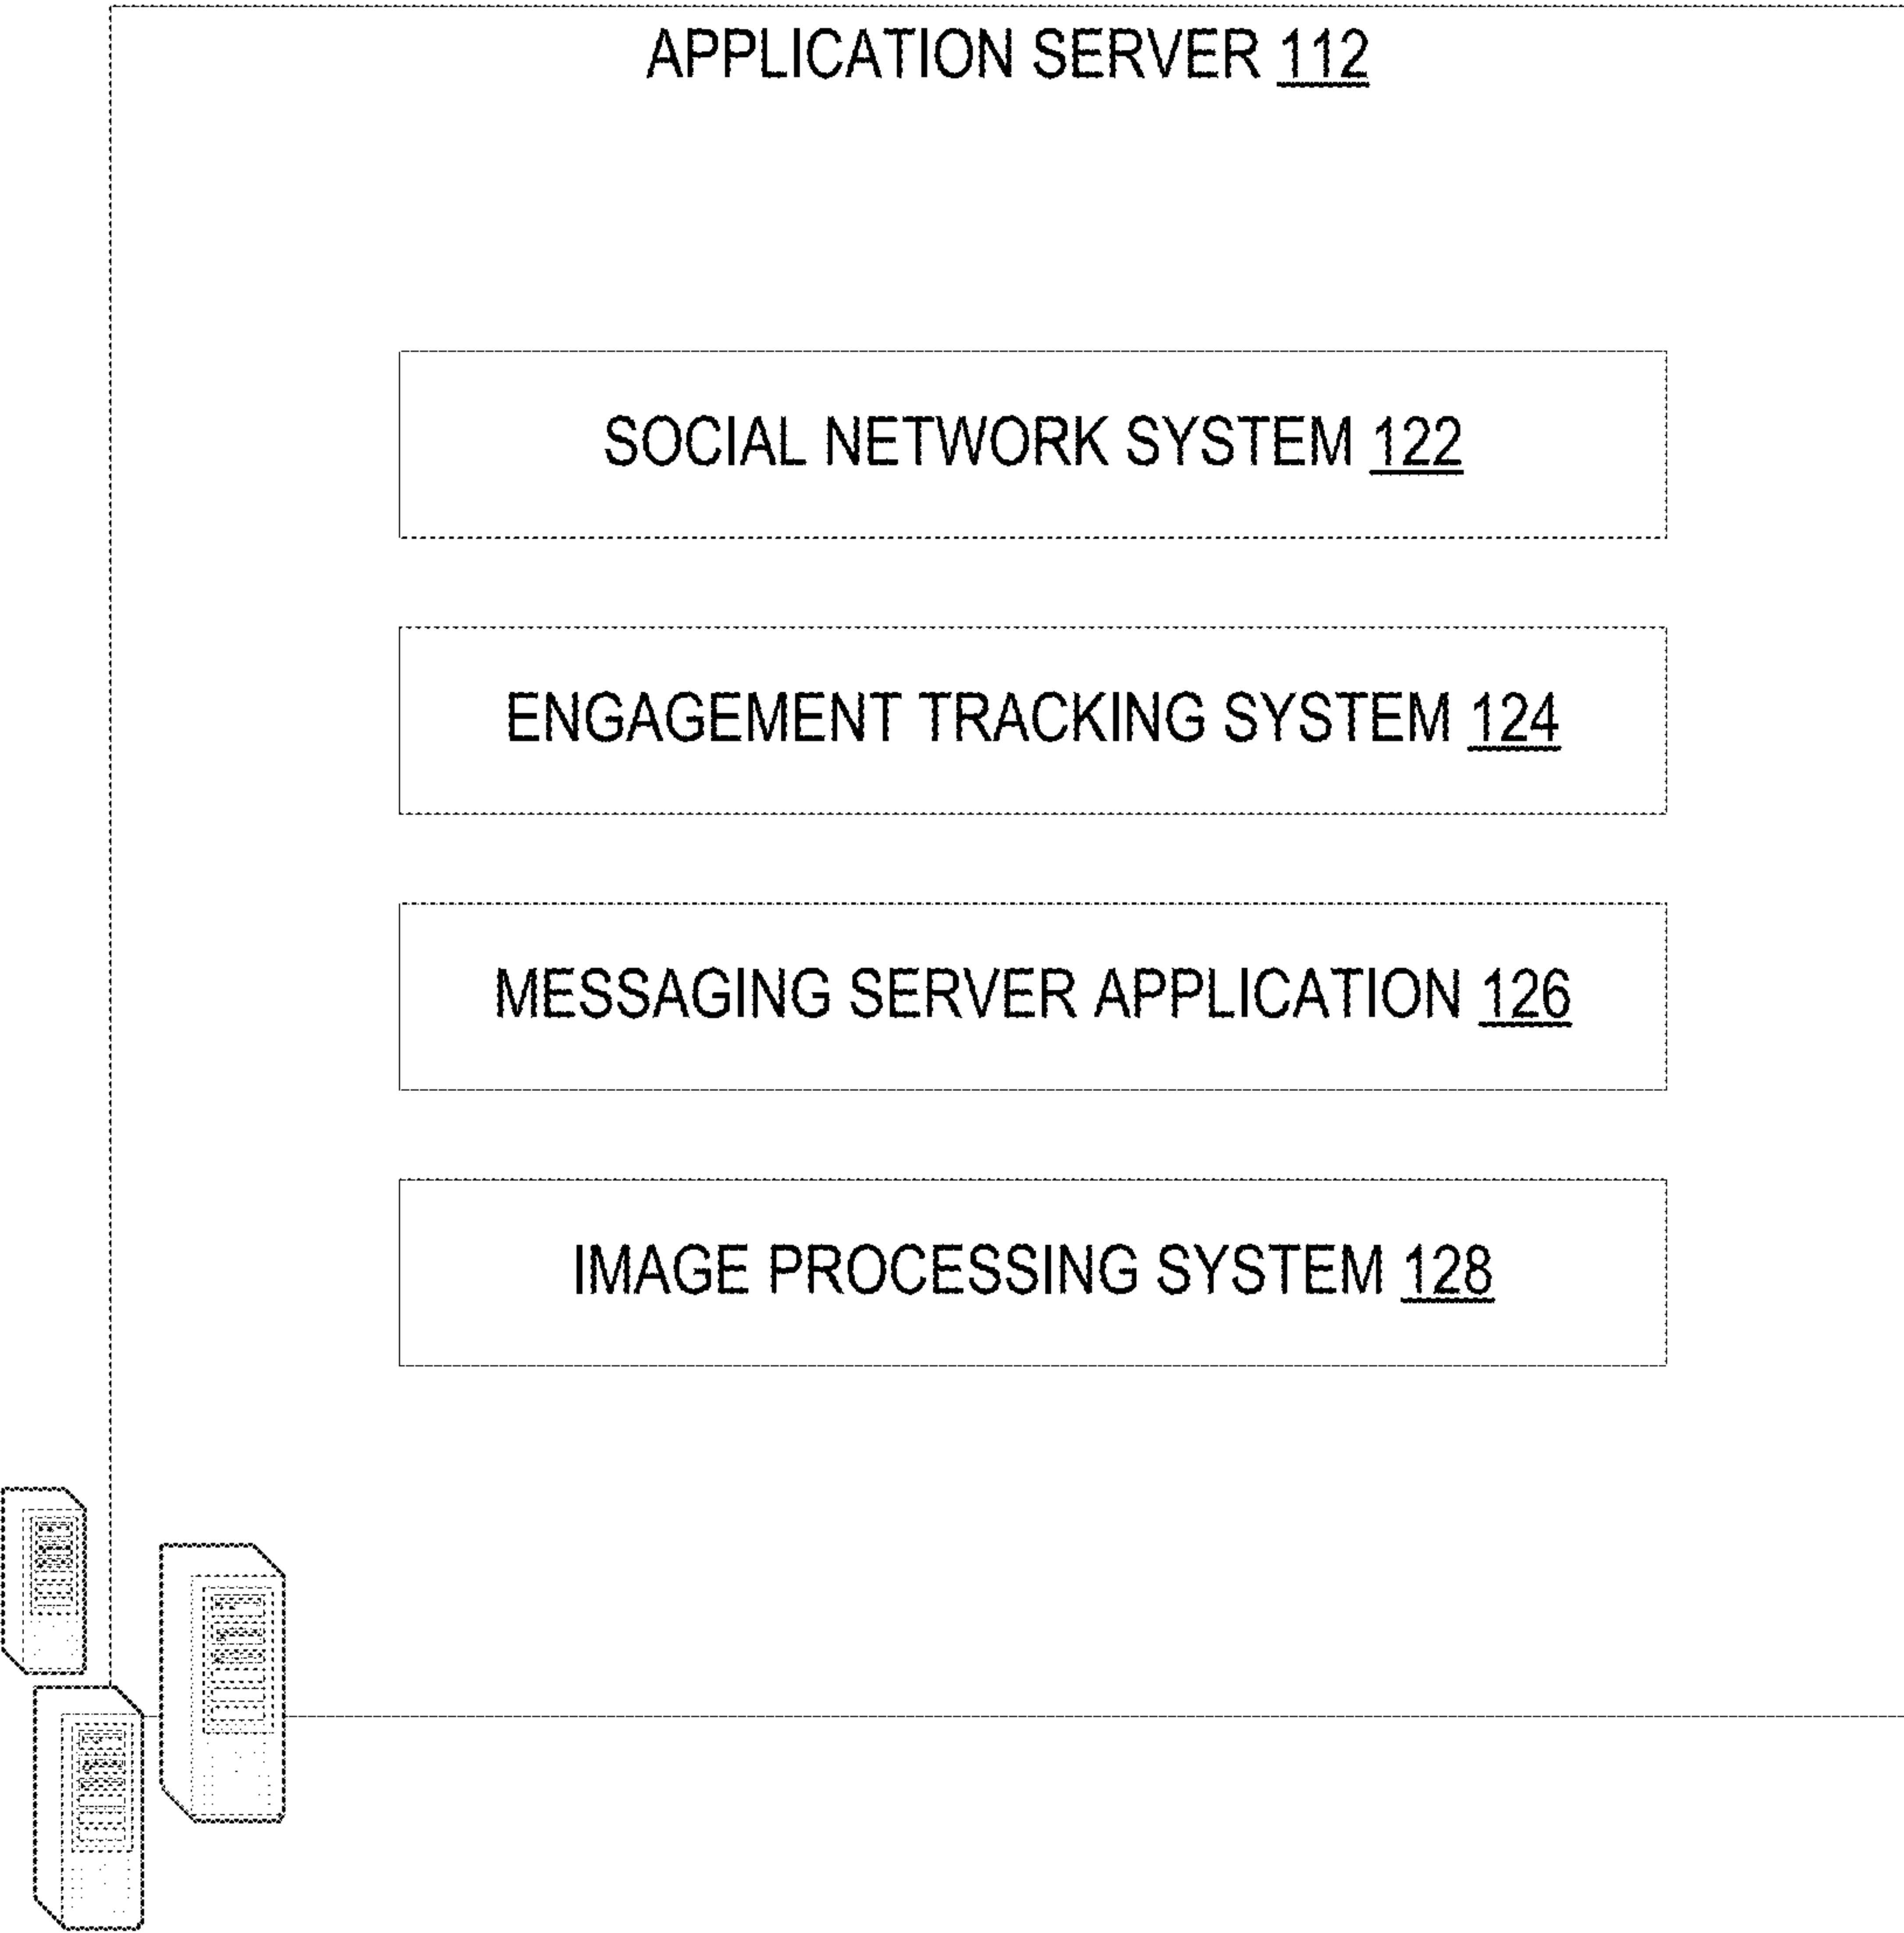 APPLICATION SERVER 112
SOCIAL NETWORK SYSTEM 122
ENGAGEMENT TRACKING SYSTEM 124
MESSAGING SERVER APPLICATION 126
IMAGE PROCESSING SYSTEM 128